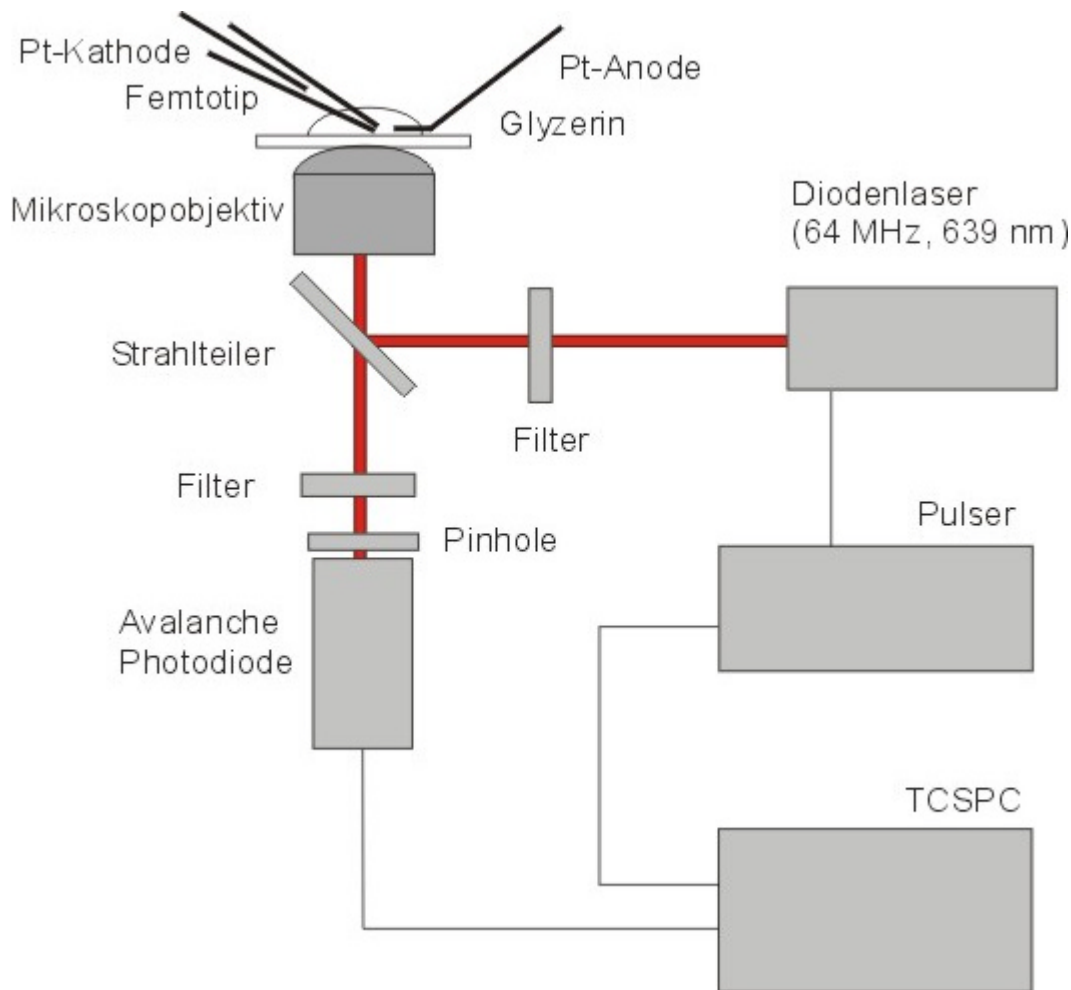 Pt-Kathode
Femtotip
Pt-Anode
Glyzerin
Mikroskopobjektiv
Diodenlaser
(64 MHz, 639 nm)
Strahlteiler
Filter
Filter
Pinhole
Pulser
Avalanche
Photodiode
TCSPC